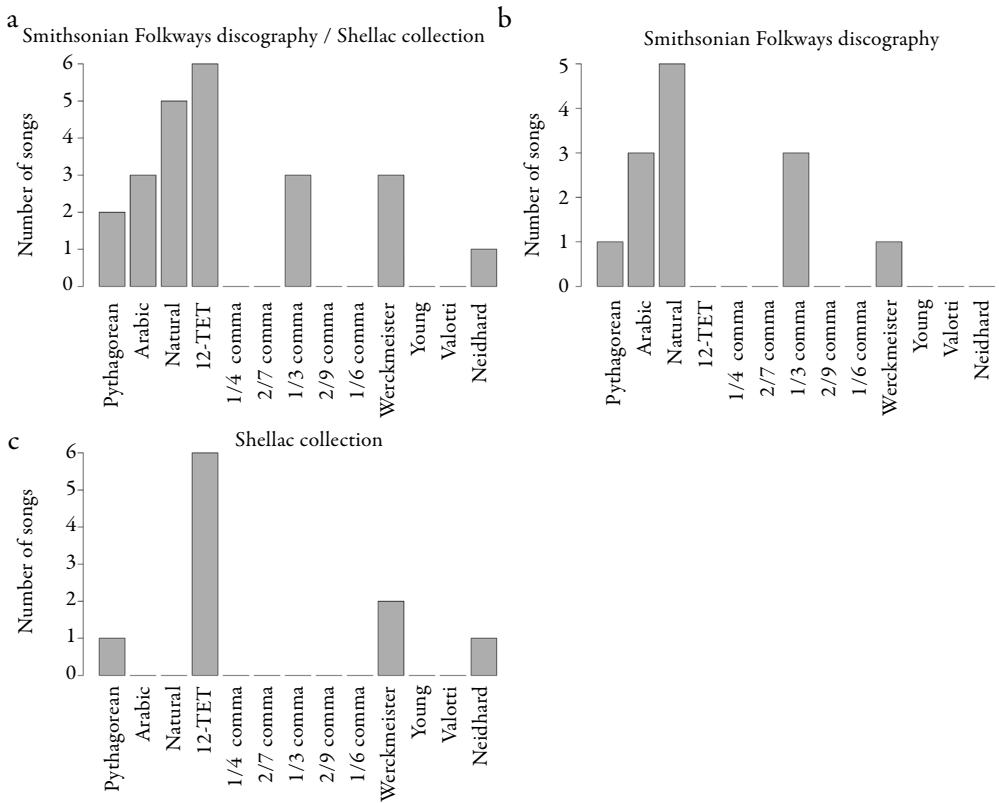 a
Smithsonian Folkways discography / Shellac collection
Number of songs
6
5
4
3
2
1
0
Pythagorean
Arabic
Natural
12-TET
1/4 comma
2/7 comma
1/3 comma
2/9 comma
1/6 comma
Werckmeister
Young
Valotti
Neidhard
b
Smithsonian Folkways discography
Number of songs
5
4
3
2
1
0
Pythagorean
Arabic
Natural
12-TET
1/4 comma
2/7 comma
1/3 comma
2/9 comma
1/6 comma
Werckmeister
Young
Valotti
Neidhard
c
Shellac collection
Number of songs
6
5
4
3
2
1
0
Pythagorean
Arabic
Natural
12-TET
1/4 comma
2/7 comma
1/3 comma
2/9 comma
1/6 comma
Werckmeister
Young
Valotti
Neidhard